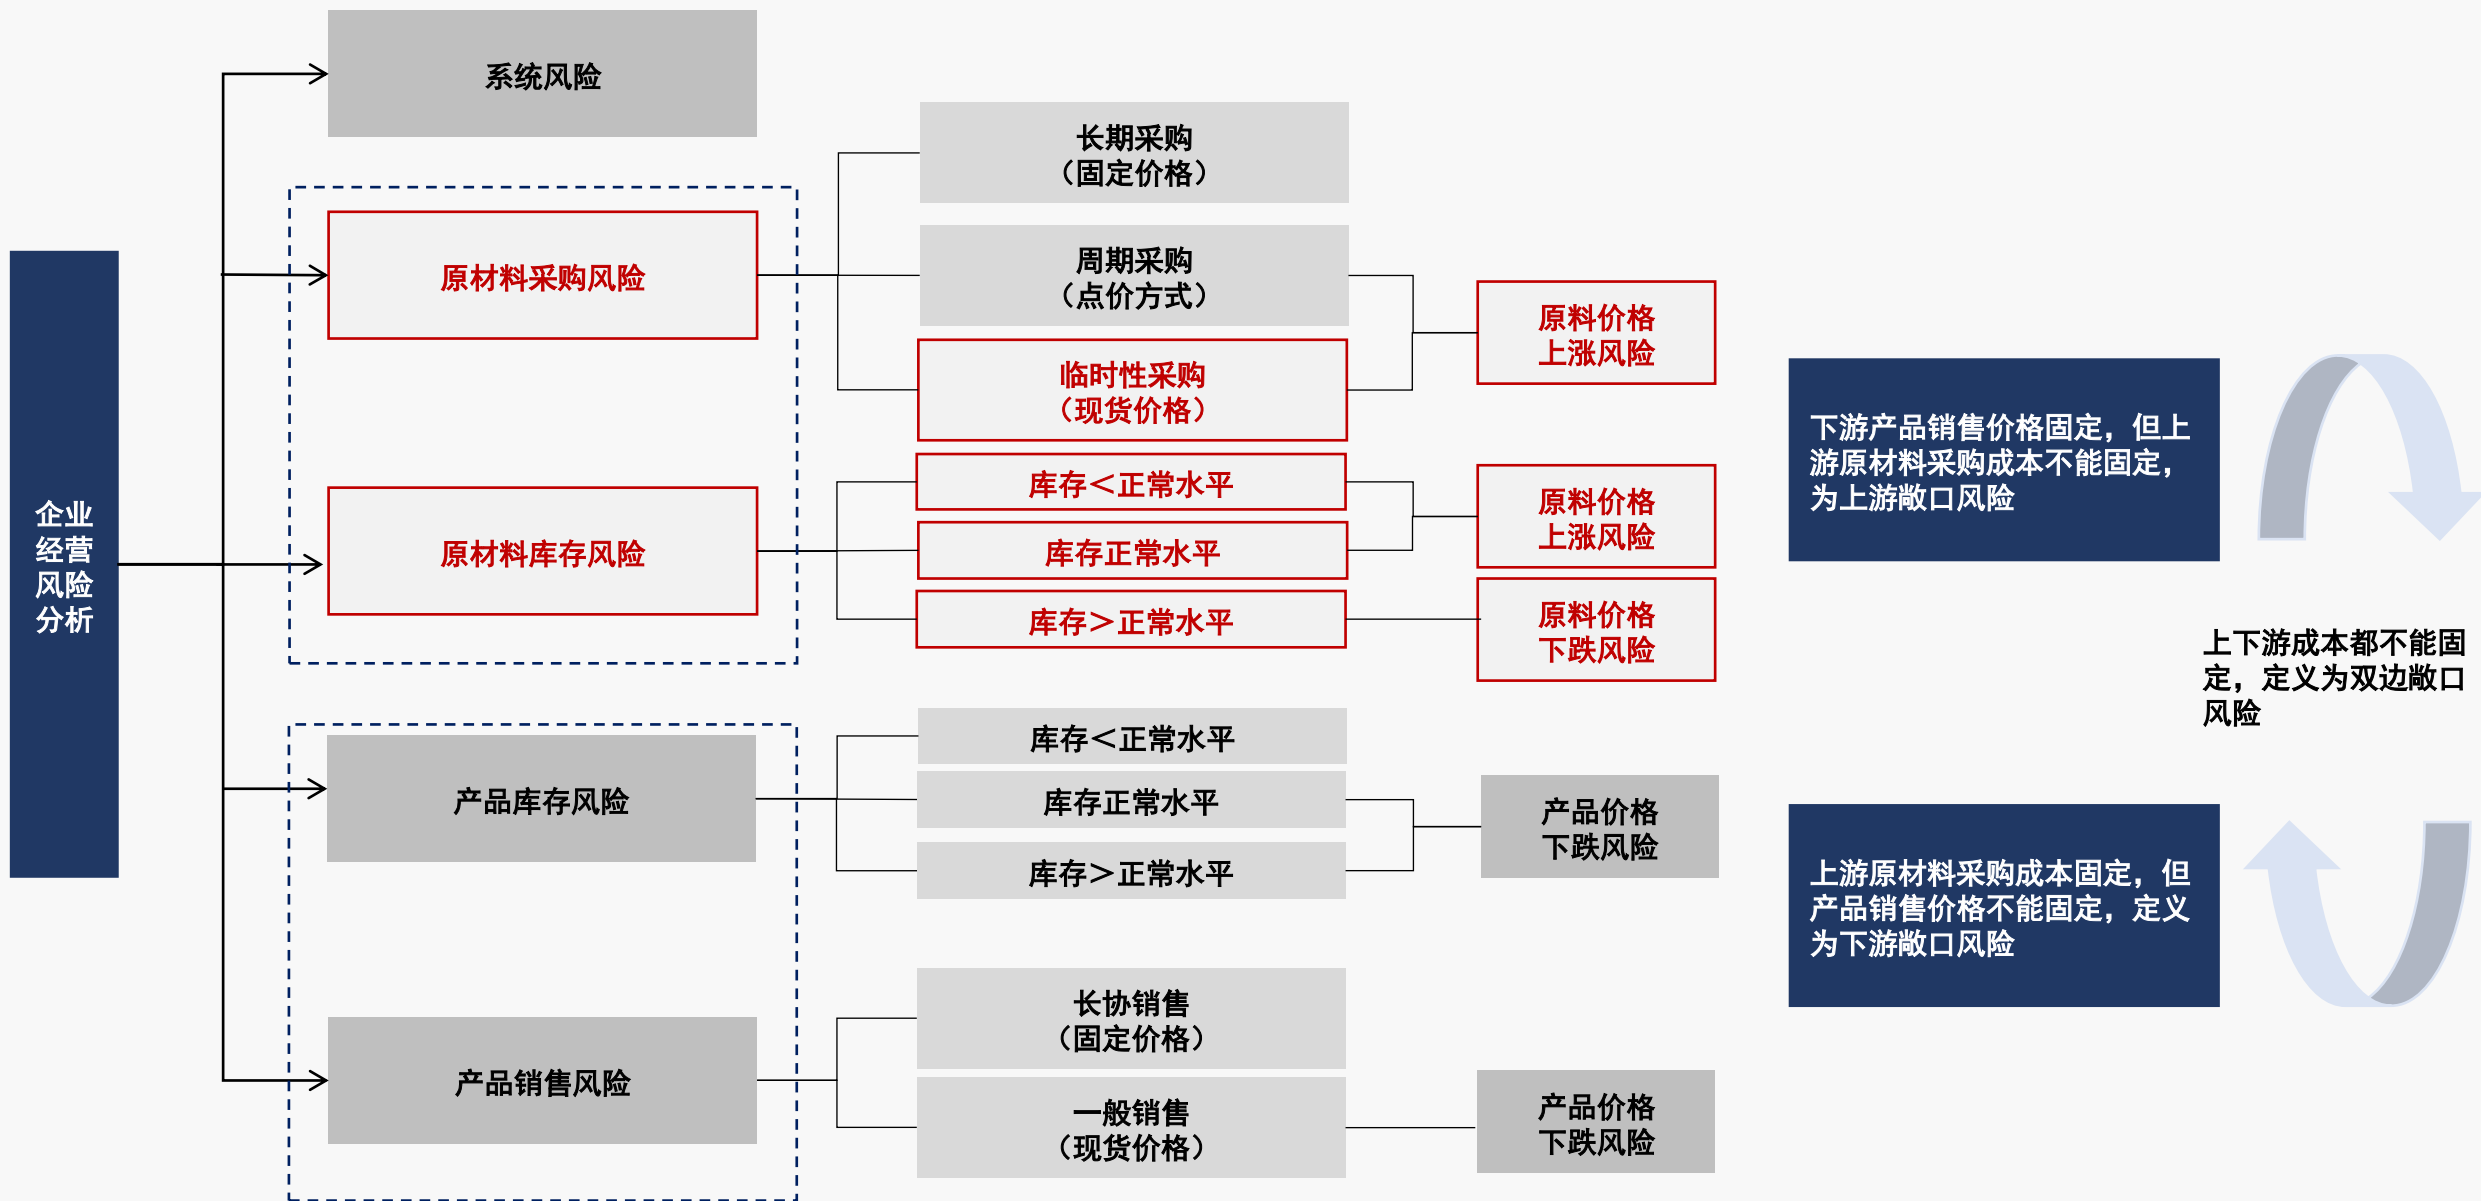 企业
经营
风险
分析
系统风险
原材料采购风险
原材料库存风险
产品库存风险
产品销售风险
长期采购
（固定价格）
周期采购
（点价方式）
临时性采购
（现货价格）
库存＜正常水平
库存正常水平
库存＞正常水平
库存＜正常水平
库存正常水平
库存＞正常水平
长协销售
（固定价格）
一般销售
（现货价格）
原料价格
上涨风险
原料价格
上涨风险
原料价格
下跌风险
产品价格
下跌风险
产品价格
下跌风险
下游产品销售价格固定，但上
游原材料采购成本不能固定，
为上游敞口风险
上下游成本都不能固
定，定义为双边敞口
风险
上游原材料采购成本固定，但
产品销售价格不能固定，定义
为下游敞口风险